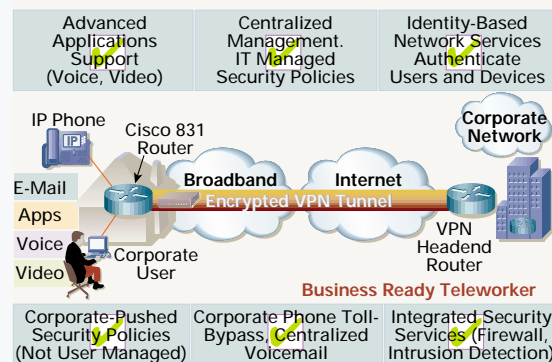 Advanced
Applications
Support
(Voice, Video)
Centralized
Management.
IT Managed
Security Policies
Identity-Based
Network Services
Authenticate
Users and Devices
IP Phone
IP
Cisco 831
Router
Corporate
Network
E-Mail
Apps
Voice
Video
Broadband
Internet
Encrypted VPN Tunnel
Corporate
User
VPN
Headend
Router
Business Ready Teleworker
Corporate-Pushed
Security Policies
(Not User Managed)
Corporate Phone Toll-
Bypass, Centralized
Voicemail
Integrated Security
Services (Firewall,
Intrusion Detection)